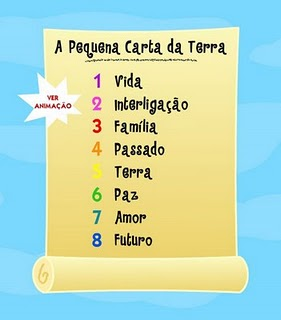 A Pequena Carta da Terra
VER
ANIMAÇÃO
1 Vida
2 Interligação
3 Família
4 Passado
5 Terra
6 Paz
7 Amor
8 Futuro